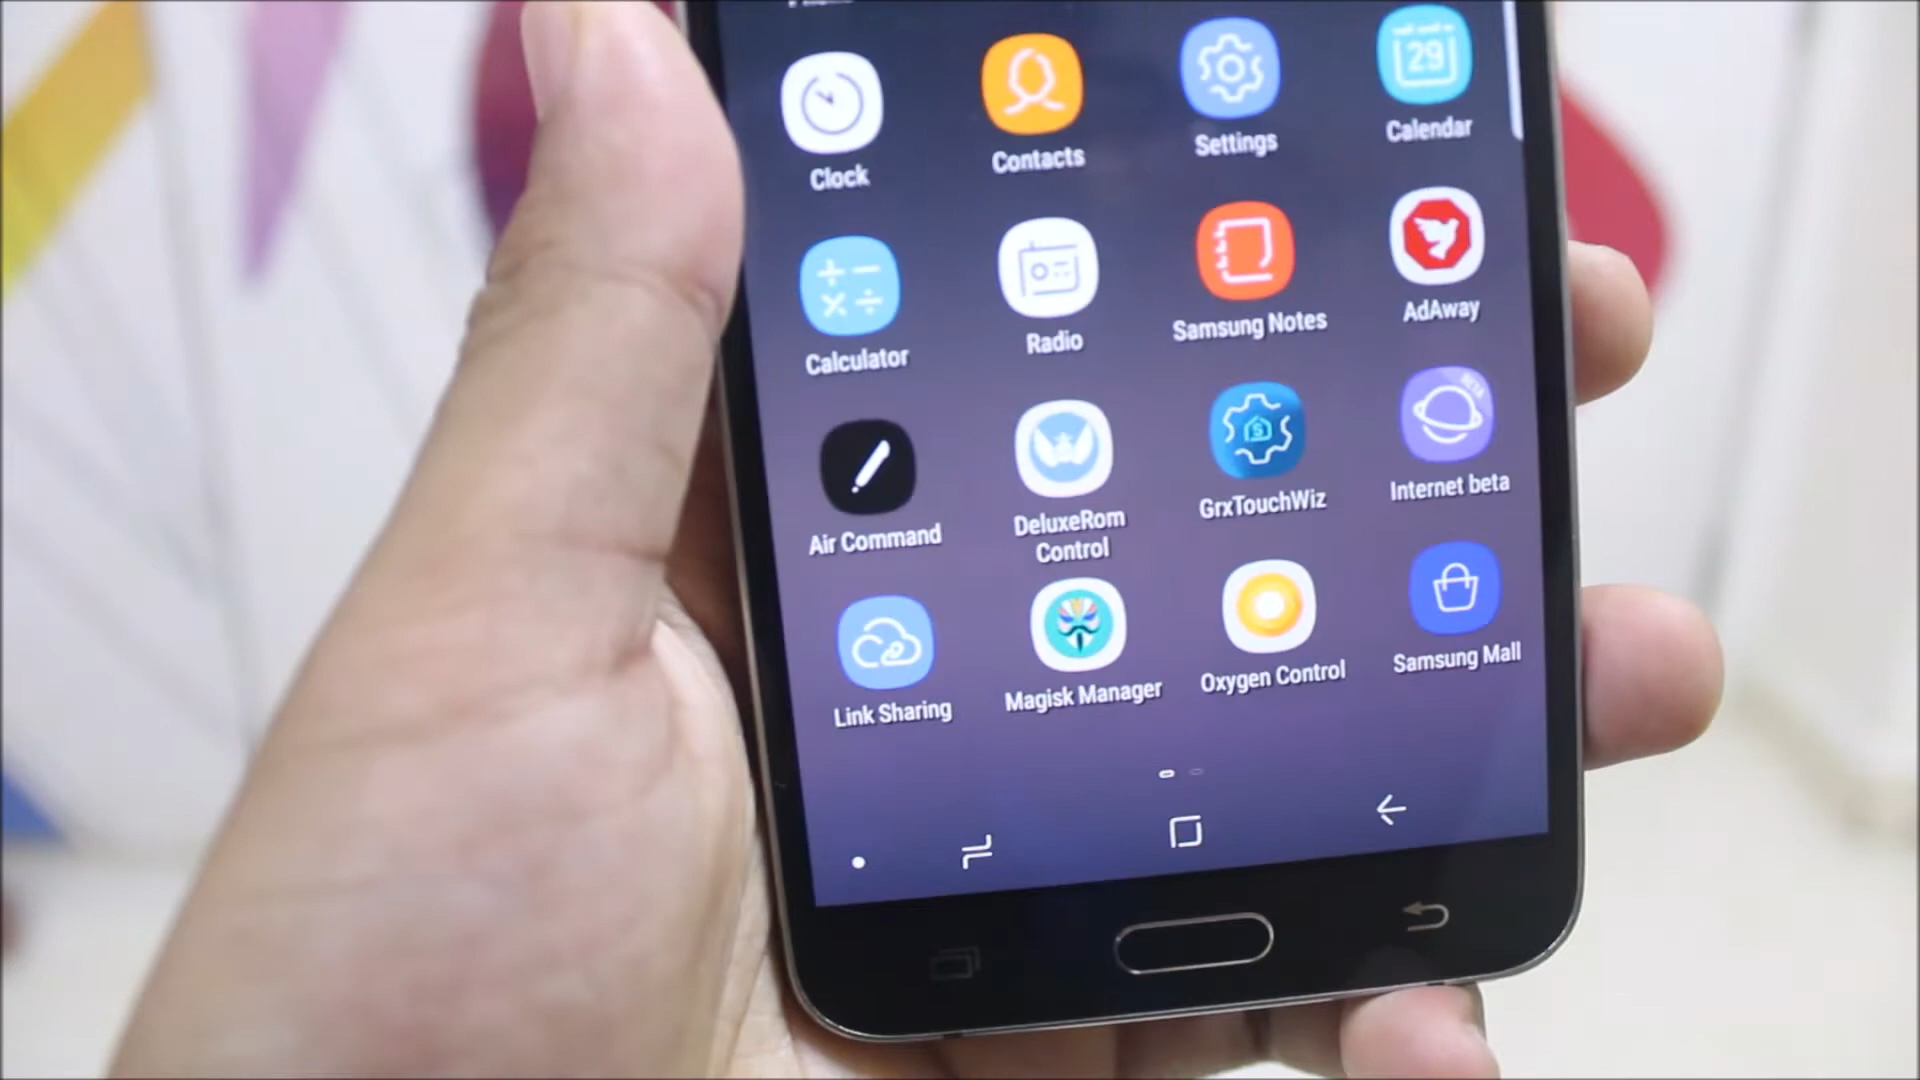 Clock
Contacts
Settings
29
Calendar
Calculator
Radio
Samsung Notes
AdAway
Air Command
DeluxeRom
Control
GrxTouchWiz
BETA
Internet beta
Link Sharing
Magisk Manager
Oxygen Control
Samsung Mall